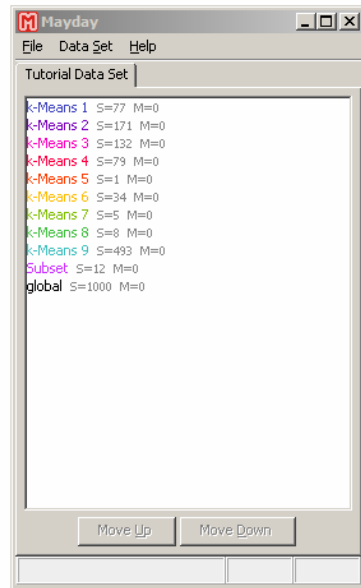 Mayday
File Data Set Help
Tutorial Data Set
k-Means 1 S=77 M=0
k-Means 2 S=171 M=0
k-Means 3 S=132 M=0
k-Means 4 S=79 M=0
k-Means 5 S=1 M=0
k-Means 6 S=34 M=0
k-Means 7 S=5 M=0
k-Means 8 S=8 M=0
k-Means 9 S=493 M=0
Subset S=12 M=0
global S=1000 M=0
Move Up Move Down